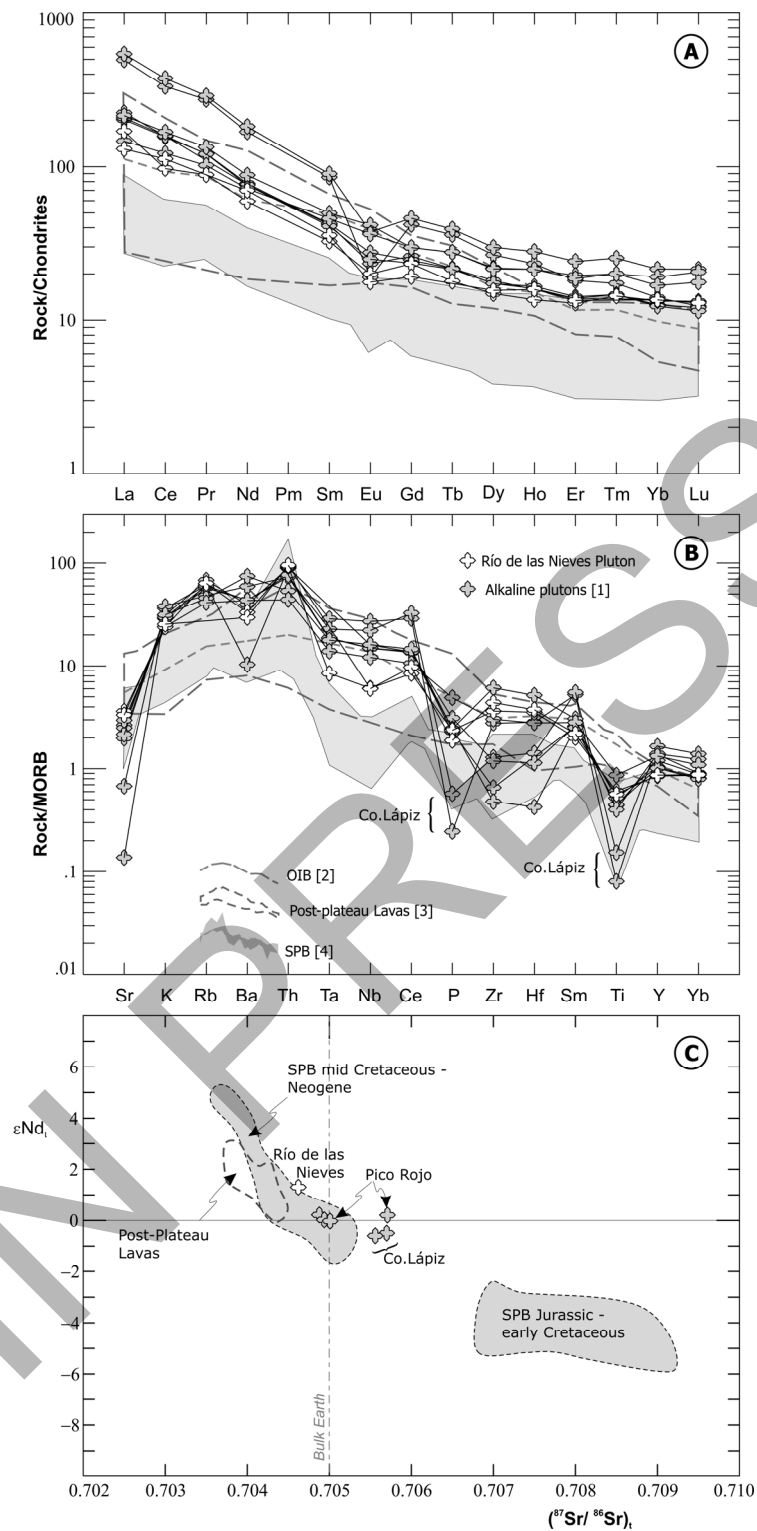 1000
A
100
Rock/Chondrites
10
1
La Ce Pr Nd Pm Sm Eu Gd Tb Dy Ho Er Tm Yb Lu
B
100
Río de las Nieves Pluton
Alkaline plutons [1]
10
Rock/MORB
1
Co.Lápiz
Co.Lápiz
.1
OIB [2]
Post-plateau Lavas [3]
SPB [4]
.01
Sr K Rb Ba Th Ta Nb Ce P Zr Hf Sm Ti Y Yb
C
6
SPB mid Cretaceous -
Neogene
4
εNdt
Río de las
Nieves
2
Pico Rojo
0
Post-Plateau
Lavas
Co.Lápiz
−2
SPB Jurassic -
early Cretaceous
−4
−6
−8
Bulk Earth
0.702 0.703 0.704 0.705 0.706 0.707 0.708 0.709 0.710
(⁸⁷Sr/ ⁸⁶Sr)t
IN PRESS